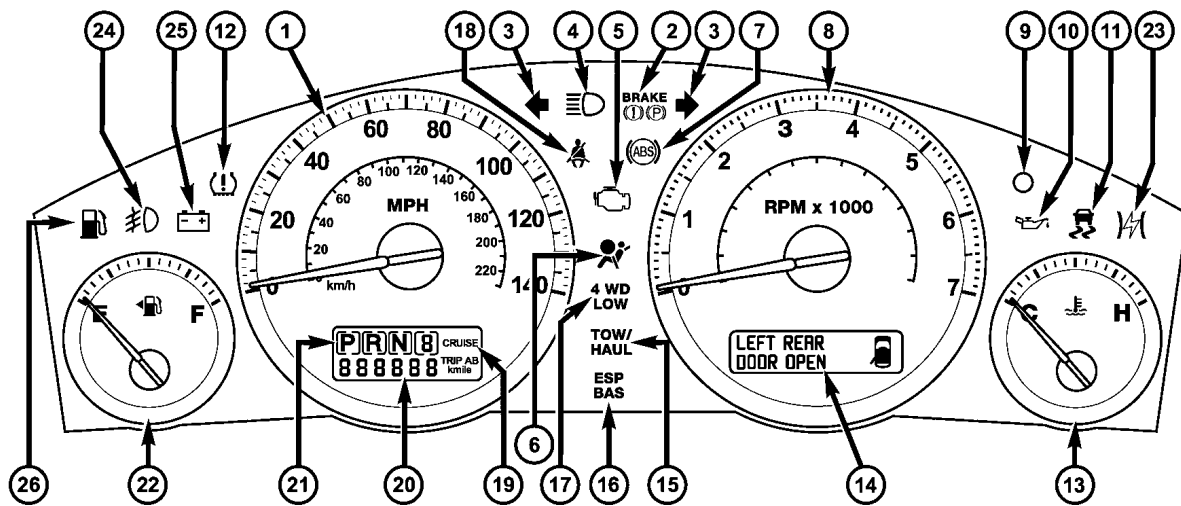 24 25 12 1 18 3 4 5 2 3 7 8 9 10 11 23
BRAKE
P
ABS
20 40 60 80 100 120 140
0
MPH
20 40 60 80 100 120 140 160 180 200 220
km/h
RPM x 1000
0 1 2 3 4 5 6 7
E F
C H
4 WD
LOW
TOW/
HAUL
ESP
BAS
PRN8 CRUISE
888888 TRIP AB
kmile
LEFT REAR
DOOR OPEN
26 22 21 20 19 6 17 16 15 14 13